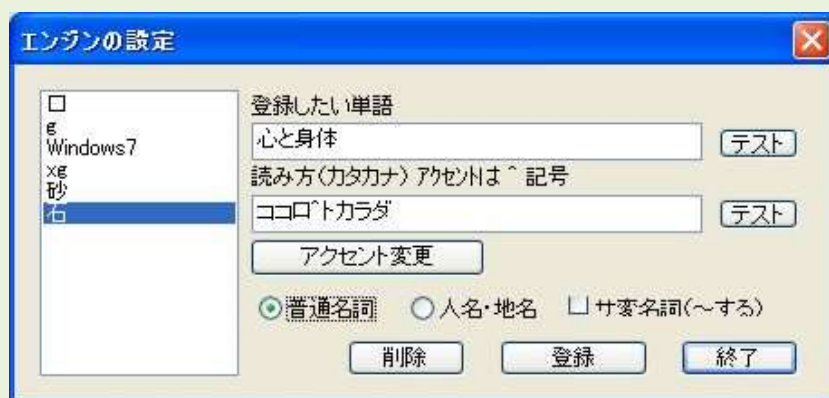 エンジンの設定
口
g
Windows7
xg
砂
石
登録したい単語
心と身体
テスト
読み方(カタカナ) アクセントは ^ 記号
ココロ^トカラダ
テスト
アクセント変更
普通名詞
人名・地名
サ変名詞(~する)
削除
登録
終了